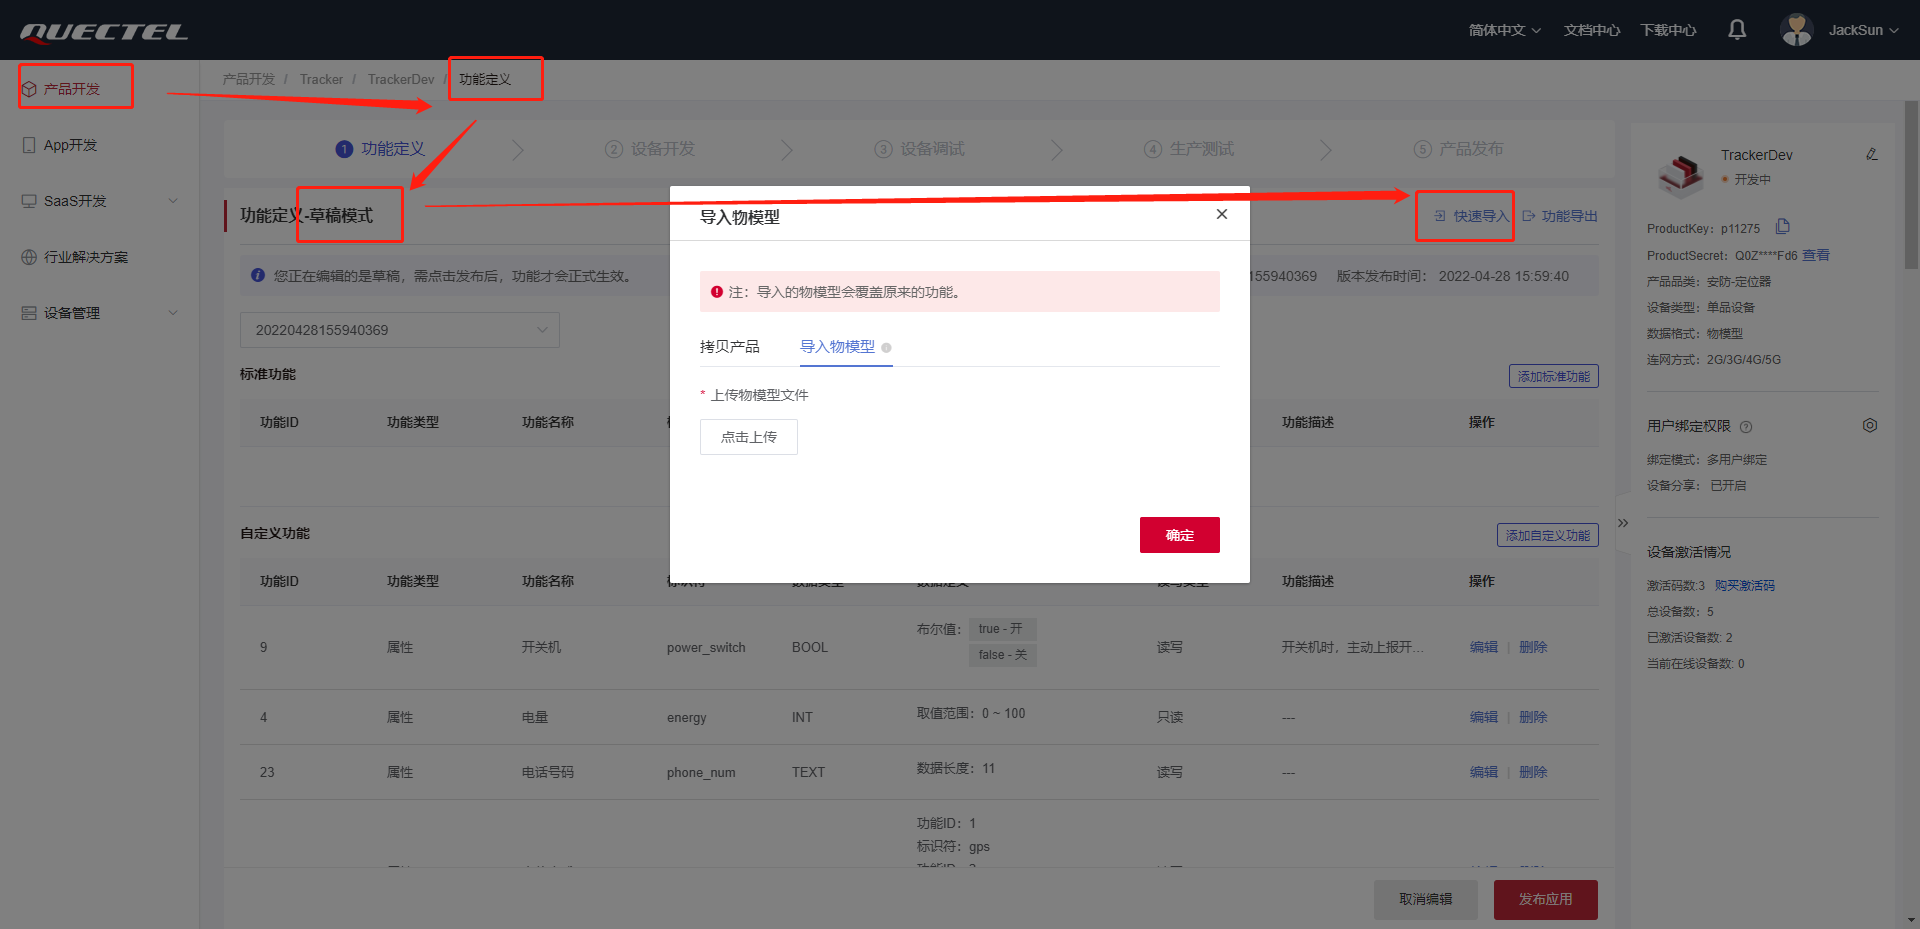 QUECTEL
简体中文
文档中心
下载中心
JackSun
产品开发
App开发
SaaS开发
行业解决方案
设备管理
产品开发 / Tracker / TrackerDev / 功能定义
1 功能定义
2 设备开发
3 设备调试
4 生产测试
5 产品发布
功能定义-草稿模式
快速导入
功能导出
您正在编辑的是草稿，需点击发布后，功能才会正式生效。
155940369 版本发布时间： 2022-04-28 15:59:40
20220428155940369
标准功能
添加标准功能
功能ID 功能类型 功能名称 功能描述 操作
导入物模型
注：导入的物模型会覆盖原来的功能。
拷贝产品 导入物模型
* 上传物模型文件
点击上传
确定
自定义功能
添加自定义功能
功能ID 功能类型 功能名称 标识符 数据类型 数据定义 读写类型 功能描述 操作
9 属性 开关机 power_switch BOOL 布尔值： true - 开 false - 关 读写 开关机时，主动上报开... 编辑 | 删除
4 属性 电量 energy INT 取值范围：0 ~ 100 只读 --- 编辑 | 删除
23 属性 电话号码 phone_num TEXT 数据长度：11 读写 --- 编辑 | 删除
功能ID：1
标识符：gps
取消编辑
发布应用
TrackerDev
开发中
ProductKey：p11275
ProductSecret：Q0Z****Fd6 查看
产品品类：安防-定位器
设备类型：单品设备
数据格式：物模型
连网方式：2G/3G/4G/5G
用户绑定权限
绑定模式：多用户绑定
设备分享： 已开启
设备激活情况
激活码数:3 购买激活码
总设备数：5
已激活设备数: 2
当前在线设备数: 0